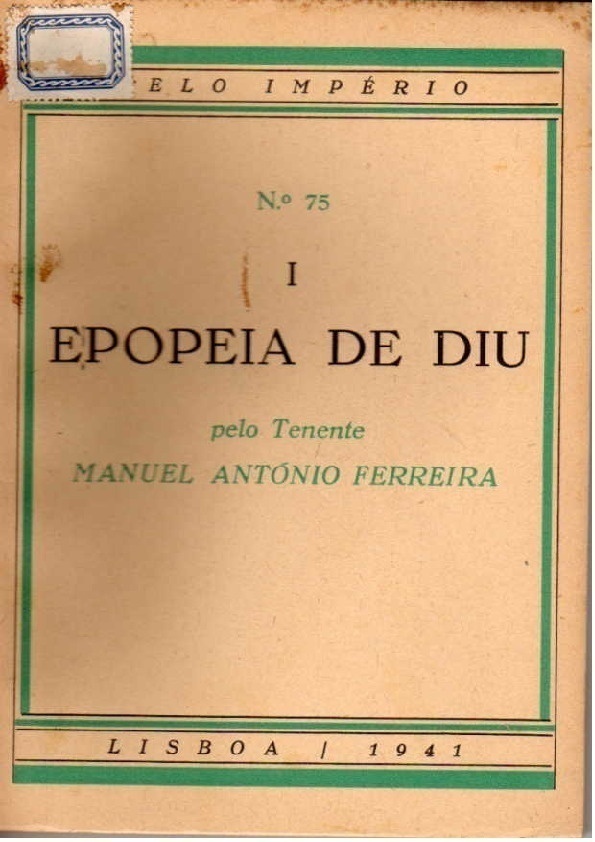 ELO IMPÉRIO
N.º 75
I
EPOPEIA DE DIU
pelo Tenente
MANUEL ANTÓNIO FERREIRA
LISBOA / 1941